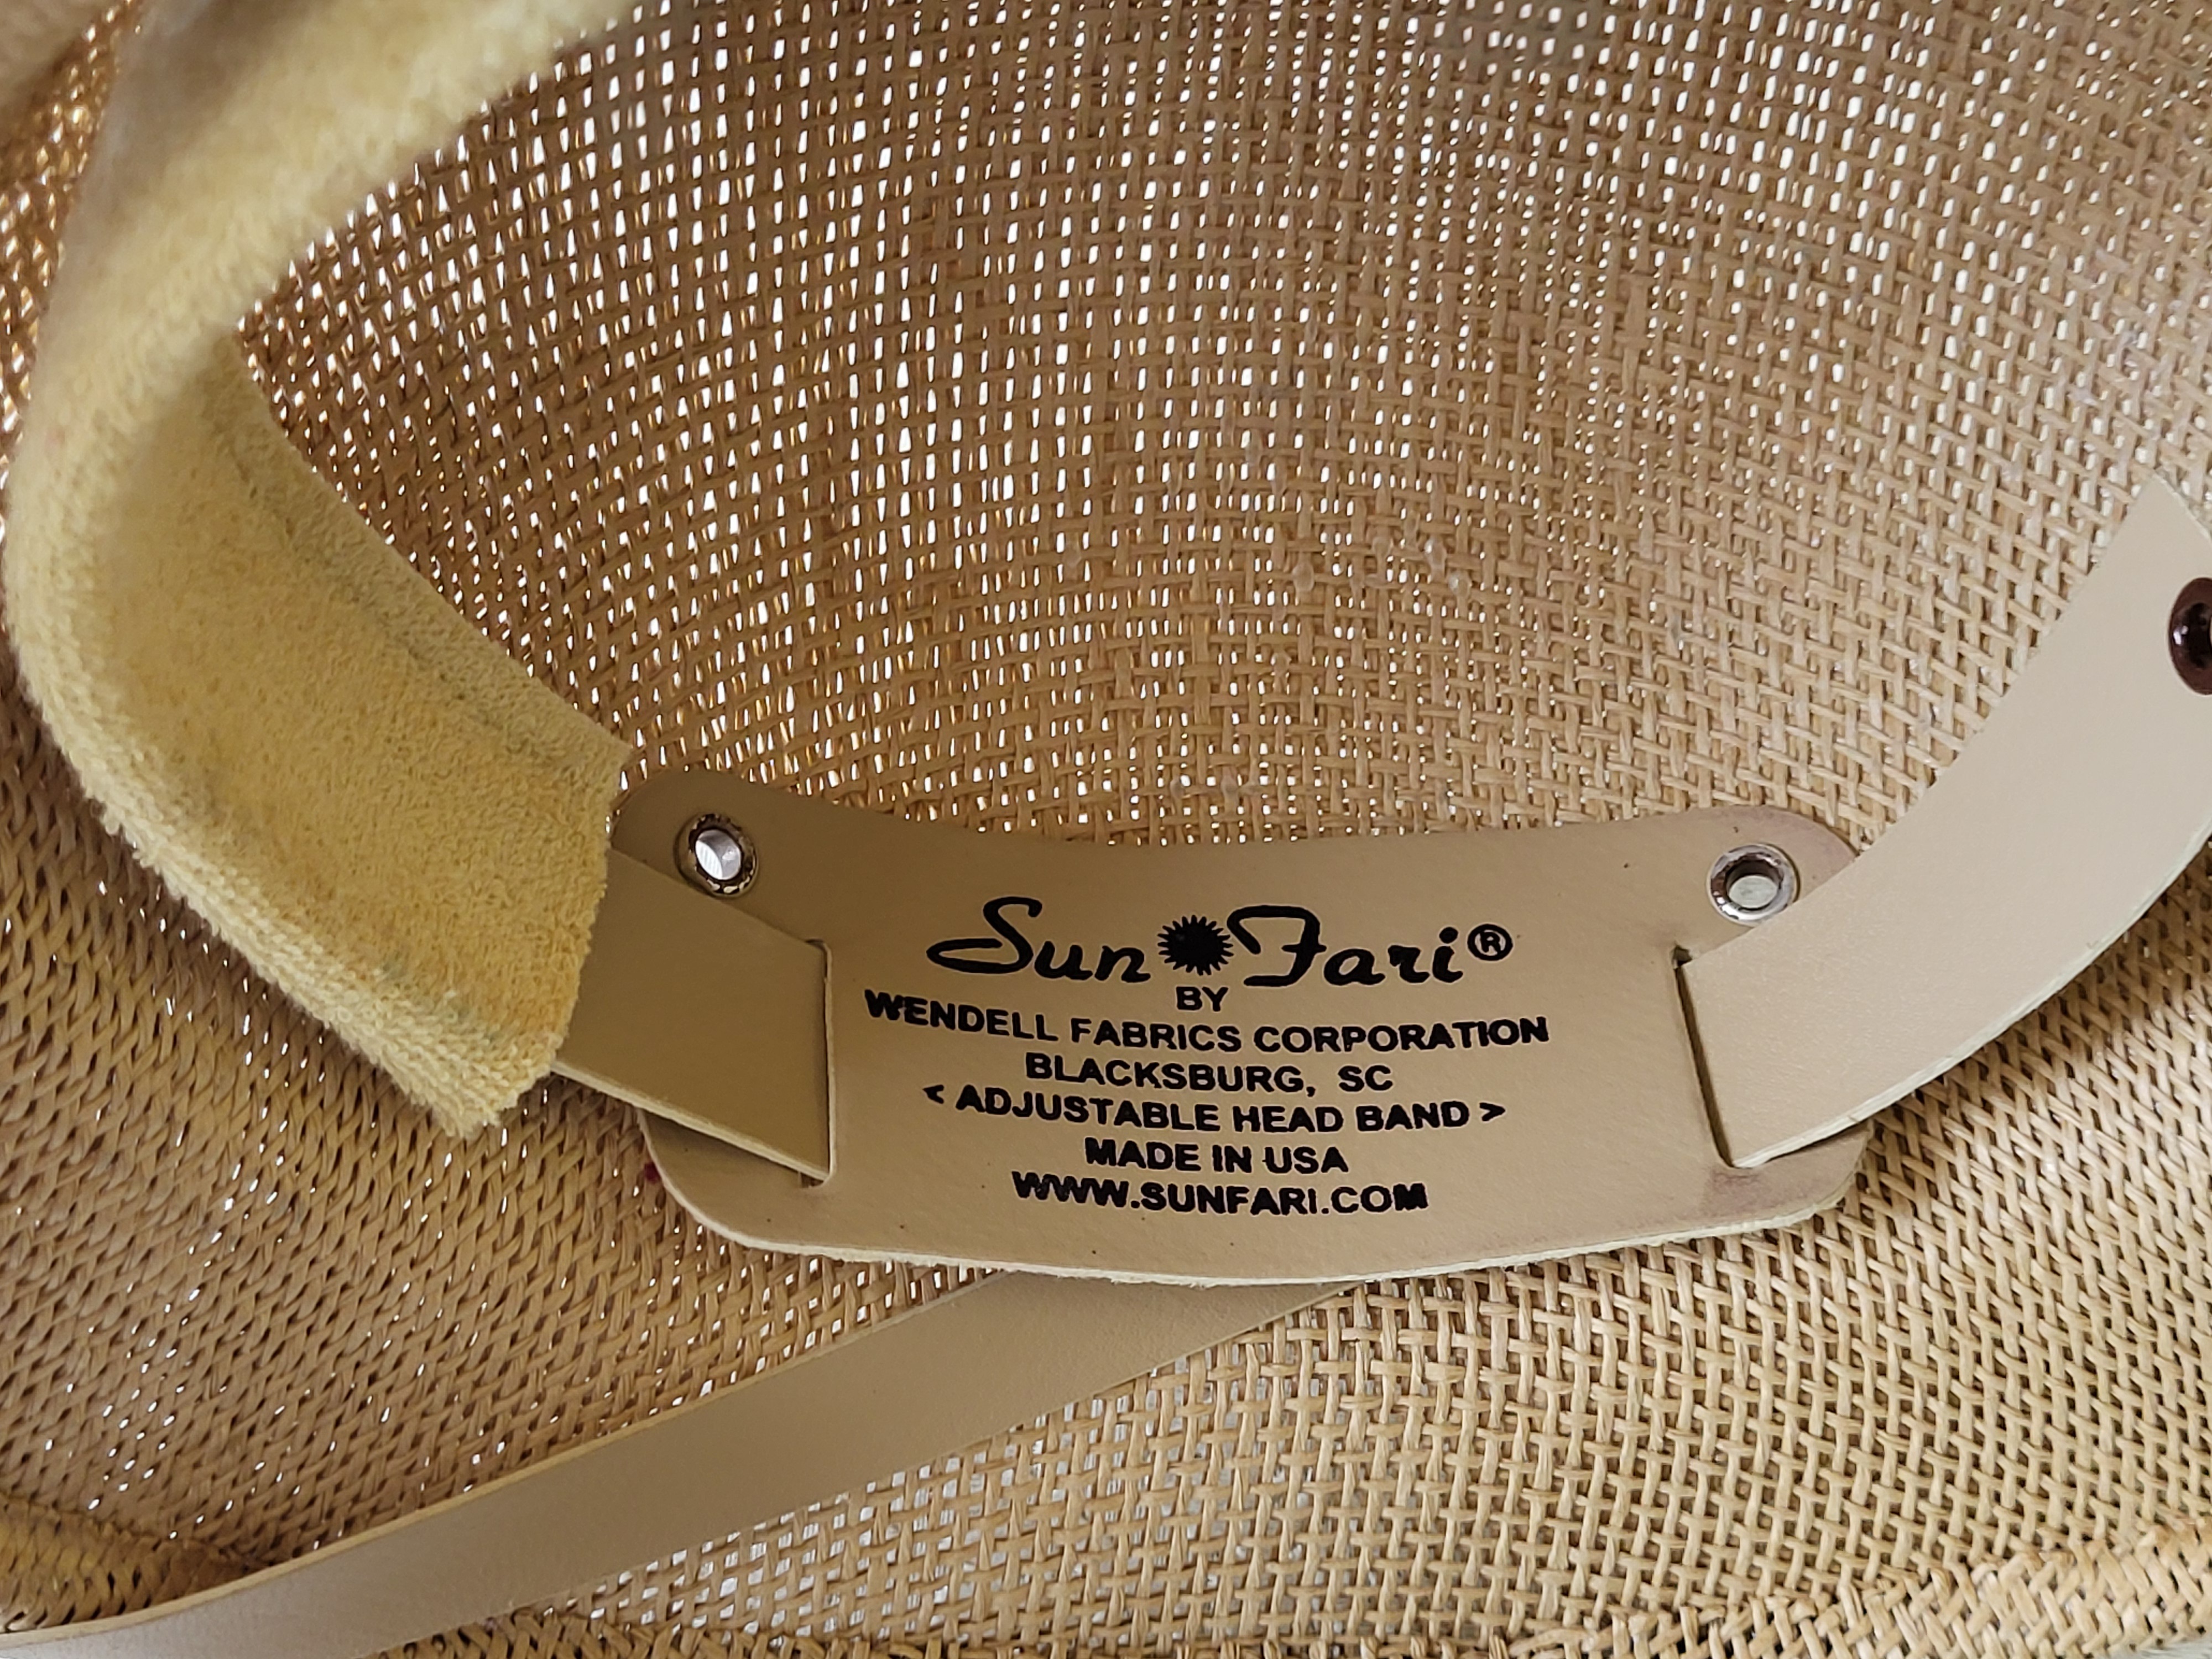 Sun Fari®
BY
WENDELL FABRICS CORPORATION
BLACKSBURG, SC
< ADJUSTABLE HEAD BAND >
MADE IN USA
WWW.SUNFARI.COM